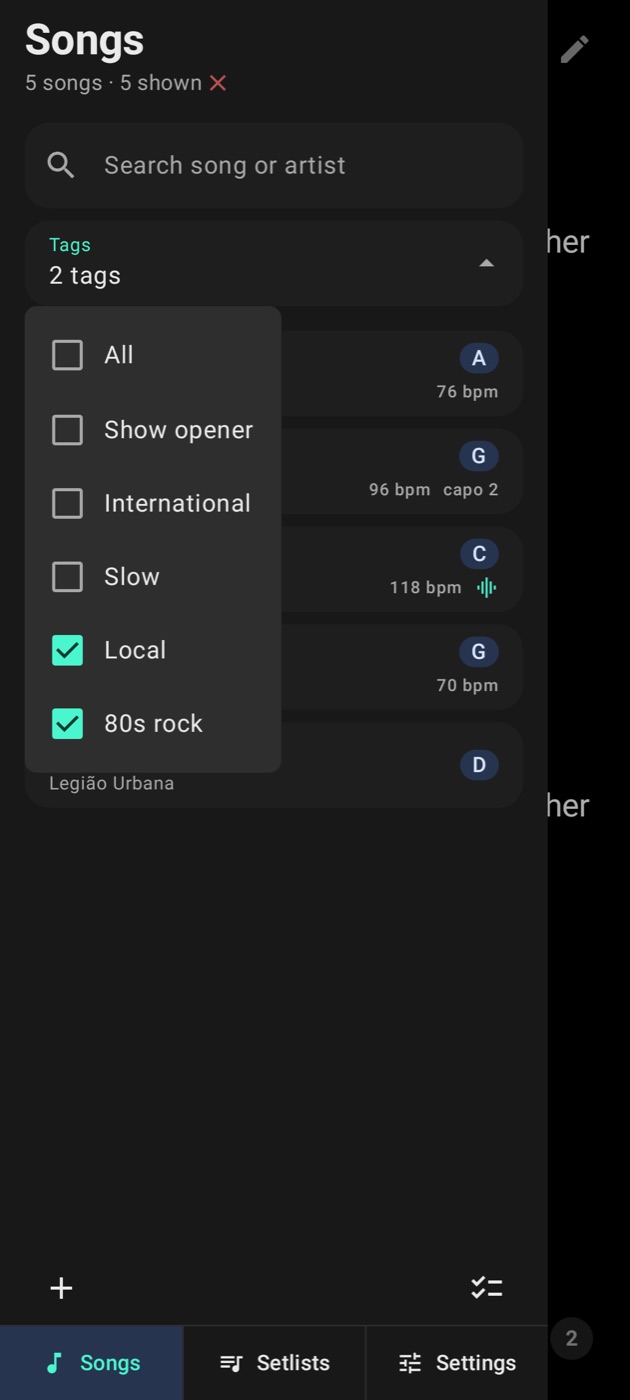 Songs
5 songs · 5 shown
Search song or artist
Tags
2 tags
her
All
Show opener
International
Slow
Local
80s rock
A
76 bpm
G
96 bpm capo 2
C
118 bpm
G
70 bpm
D
Legião Urbana
her
2
Songs
Setlists
Settings